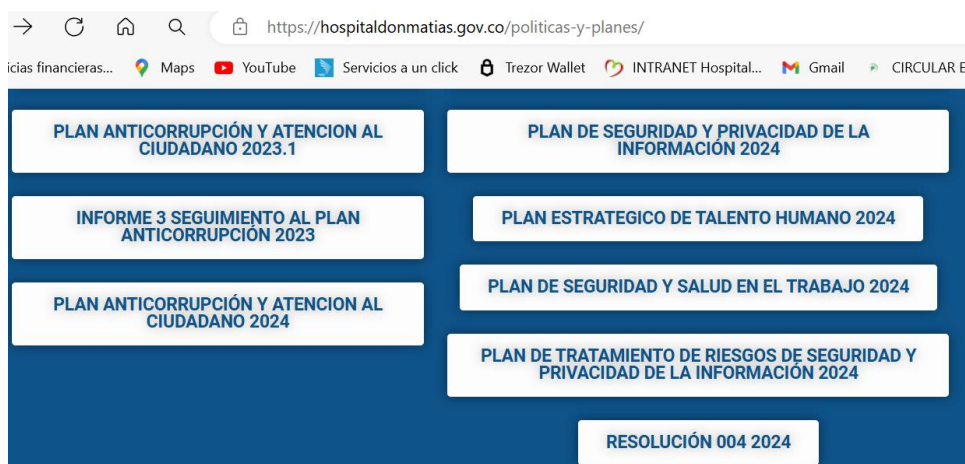 https://hospitaldonmatias.gov.co/politicas-y-planes/
icias financieras... Maps YouTube Servicios a un click Trezor Wallet INTRANET Hospital... Gmail CIRCULAR E
PLAN ANTICORRUPCIÓN Y ATENCION AL
CIUDADANO 2023.1
INFORME 3 SEGUIMIENTO AL PLAN
ANTICORRUPCIÓN 2023
PLAN ANTICORRUPCIÓN Y ATENCION AL
CIUDADANO 2024
PLAN DE SEGURIDAD Y PRIVACIDAD DE LA
INFORMACIÓN 2024
PLAN ESTRATEGICO DE TALENTO HUMANO 2024
PLAN DE SEGURIDAD Y SALUD EN EL TRABAJO 2024
PLAN DE TRATAMIENTO DE RIESGOS DE SEGURIDAD Y
PRIVACIDAD DE LA INFORMACIÓN 2024
RESOLUCIÓN 004 2024